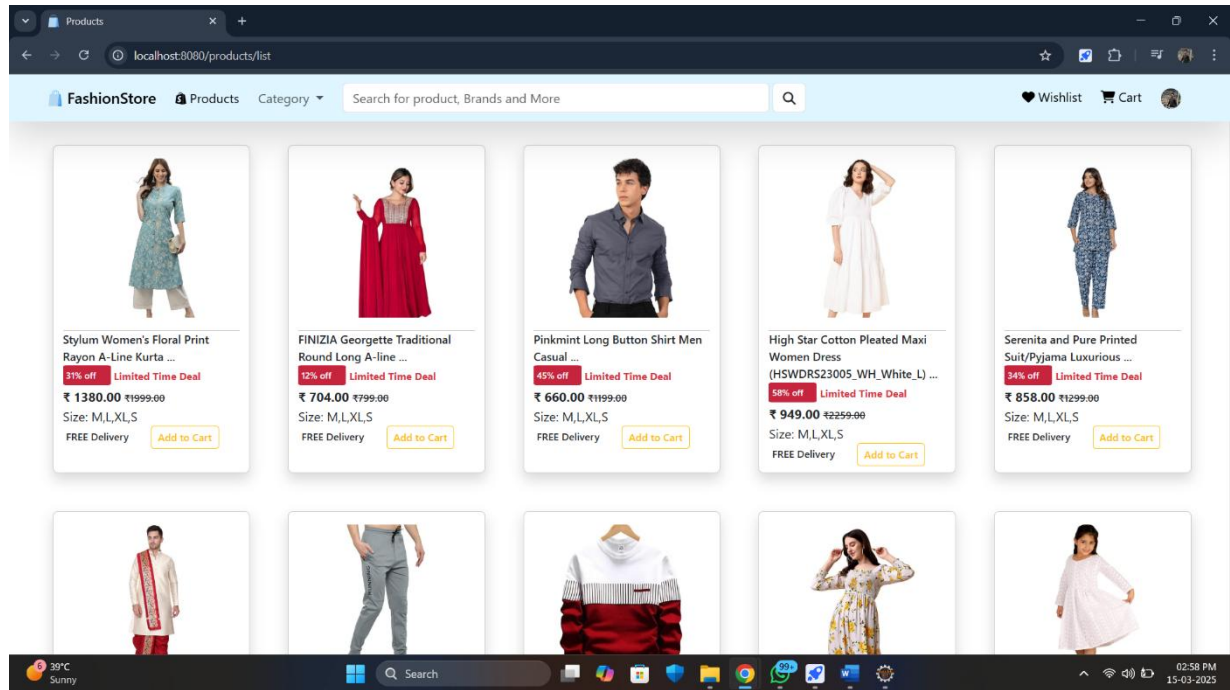 Products
localhost:8080/products/list
FashionStore Products Category Search for product, Brands and More Wishlist Cart
Stylum Women's Floral Print
Rayon A-Line Kurta ...
31% off Limited Time Deal
₹ 1380.00 ₹1999.00
Size: M,L,XL,S
FREE Delivery Add to Cart
FINIZIA Georgette Traditional
Round Long A-line ...
12% off Limited Time Deal
₹ 704.00 ₹799.00
Size: M,L,XL,S
FREE Delivery Add to Cart
Pinkmint Long Button Shirt Men
Casual ...
45% off Limited Time Deal
₹ 660.00 ₹1199.00
Size: M,L,XL,S
FREE Delivery Add to Cart
High Star Cotton Pleated Maxi
Women Dress
(HSWDRS23005_WH_White_L) ...
58% off Limited Time Deal
₹ 949.00 ₹2259.00
Size: M,L,XL,S
FREE Delivery Add to Cart
Serenita and Pure Printed
Suit/Pyjama Luxurious ...
34% off Limited Time Deal
₹ 858.00 ₹1299.00
Size: M,L,XL,S
FREE Delivery Add to Cart
6
39°C
Sunny
Search
99+
02:58 PM
15-03-2025